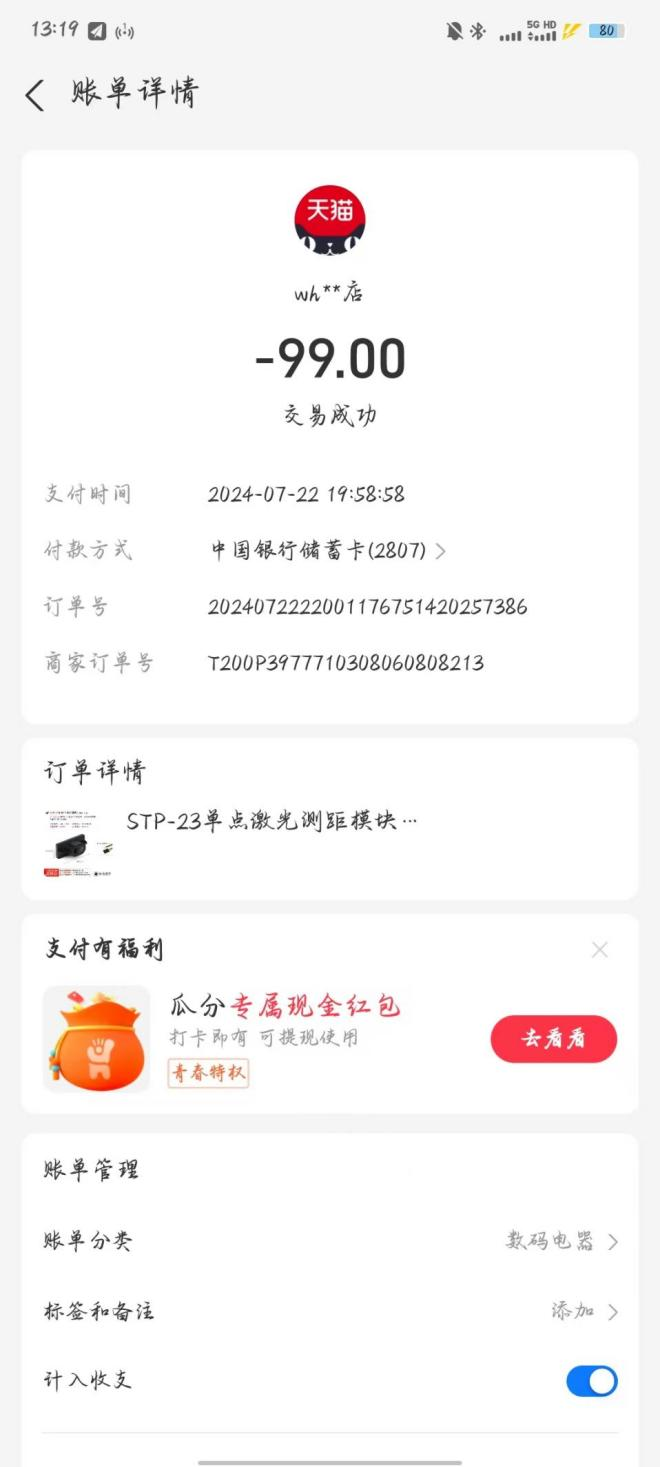 13:19
5G HD
80
账单详情
天猫
wh**店
-99.00
交易成功
支付时间 2024-07-22 19:58:58
付款方式 中国银行储蓄卡(2807)
订单号 2024072222001176751420257386
商家订单号 T200P3977710308060808213
订单详情
STP-23单点激光测距模块…
支付有福利
瓜分专属现金红包
打卡即有 可提现使用
去看看
青春特权
账单管理
账单分类 数码电器
标签和备注 添加
计入收支